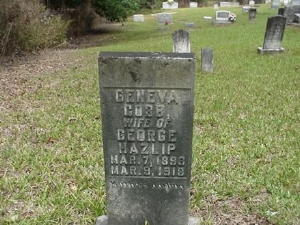 GENEVA
COBB
WIFE OF
GEORGE
HAZLIP
MAR. 7, 1893
MAR. 9, 1918